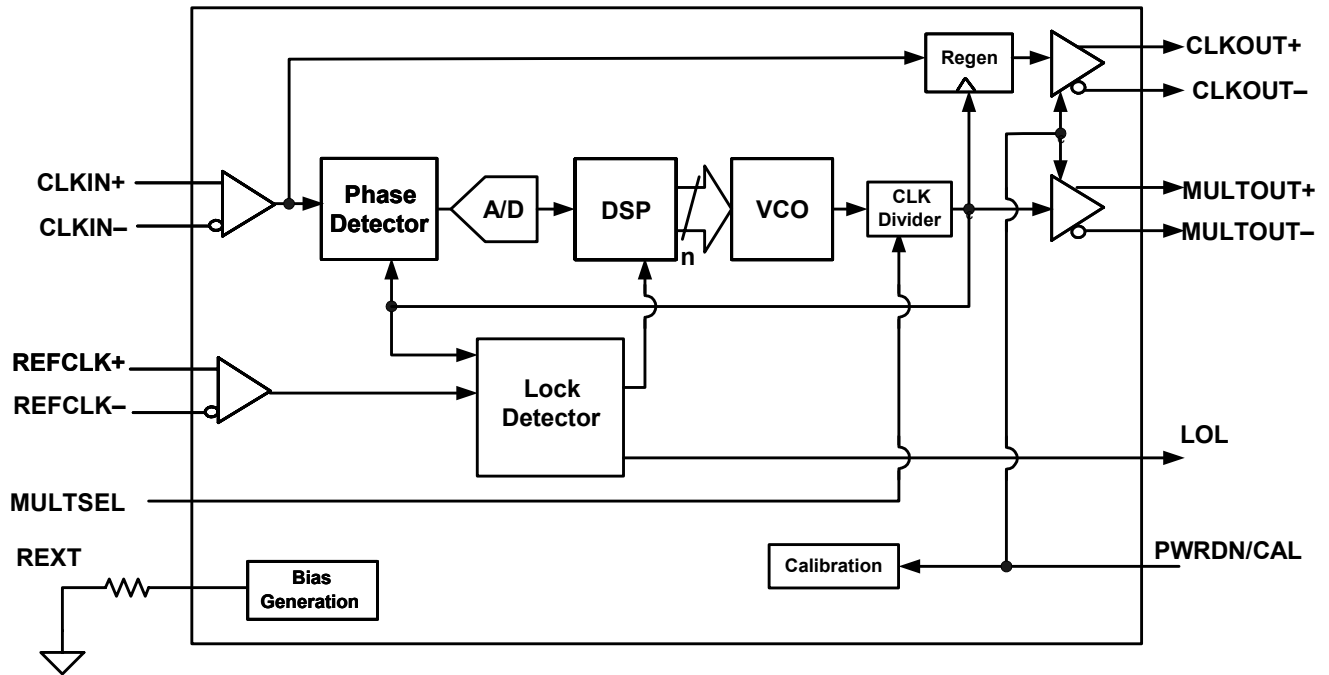 CLKOUT+
Regen
CLKOUT–
CLKIN+
Phase
Detector
A/D
DSP
VCO
CLK
Divider
MULTOUT+
CLKIN–
MULTOUT–
n
REFCLK+
REFCLK–
Lock
Detector
LOL
MULTSEL
REXT
PWRDN/CAL
Calibration
Bias
Generation